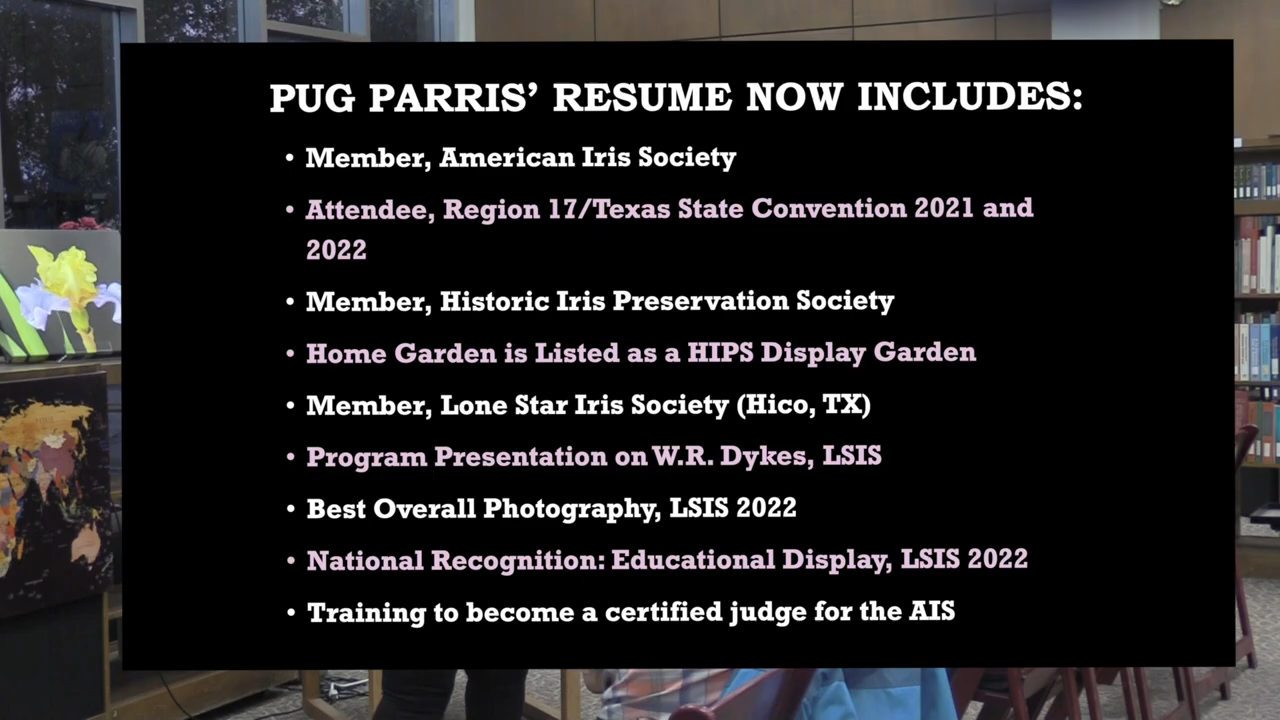 PUG PARRIS' RESUME NOW INCLUDES:
• Member, American Iris Society
• Attendee, Region 17/Texas State Convention 2021 and
2022
• Member, Historic Iris Preservation Society
• Home Garden is Listed as a HIPS Display Garden
• Member, Lone Star Iris Society (Hico, TX)
• Program Presentation on W.R. Dykes, LSIS
• Best Overall Photography, LSIS 2022
• National Recognition: Educational Display, LSIS 2022
• Training to become a certified judge for the AIS